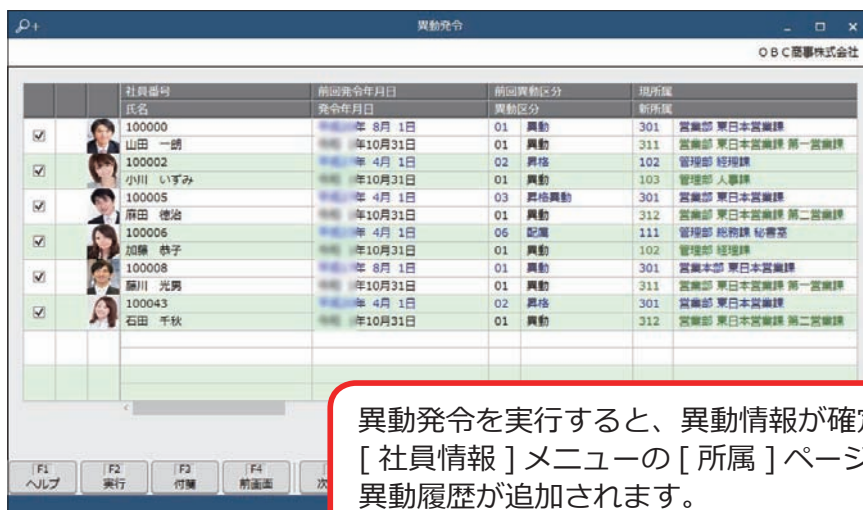 異動発令
OBC商事株式会社
社員番号 前回発令年月日 前回異動区分 現所属
氏名 発令年月日 異動区分 新所属
100000 年 8月 1日 01 異動 301 営業部 東日本営業課
山田 一朗 年10月31日 01 異動 311 営業部 東日本営業課 第一営業課
100002 年 4月 1日 02 昇格 102 管理部 経理課
小川 いずみ 年10月31日 01 異動 103 管理部 人事課
100005 年 4月 1日 03 昇格異動 301 営業部 東日本営業課
麻田 徳治 年10月31日 01 異動 312 営業部 東日本営業課 第二営業課
100006 年 4月 1日 06 配属 111 管理部 総務課 秘書室
加藤 恭子 年10月31日 01 異動 102 管理部 経理課
100008 年 8月 1日 01 異動 301 営業本部 東日本営業課
藤川 光男 年10月31日 01 異動 311 営業部 東日本営業課 第一営業課
100043 年 4月 1日 02 昇格 301 営業部 東日本営業課
石田 千秋 年10月31日 01 異動 312 営業部 東日本営業課 第二営業課
異動発令を実行すると、異動情報が確
[ 社員情報 ] メニューの [ 所属 ] ページ
異動履歴が追加されます。
F1 F2 F3 F4
ヘルプ 実行 付箋 前画面 次